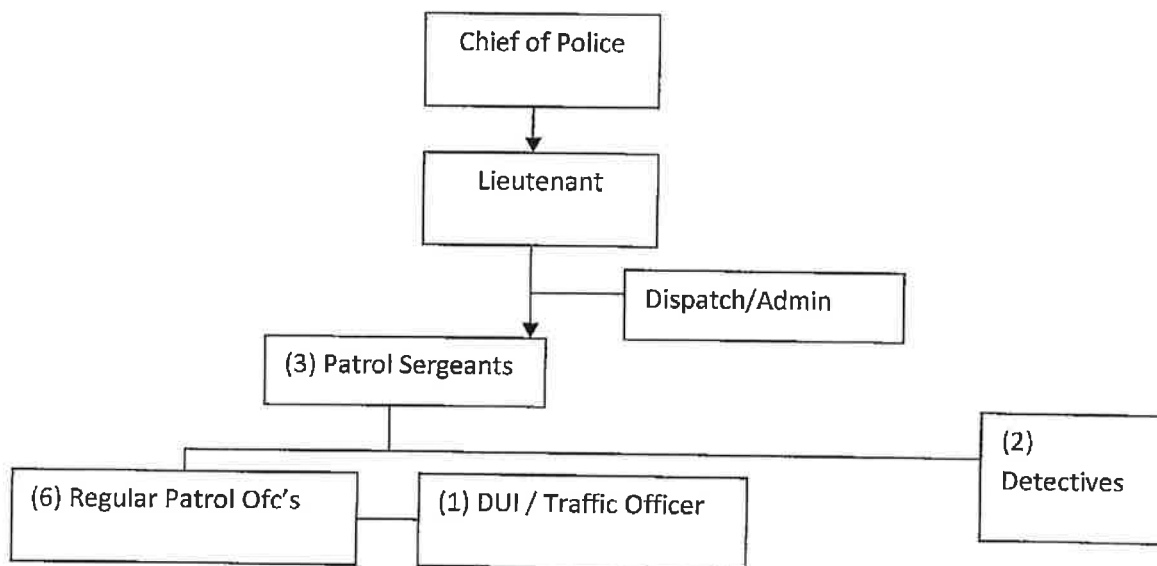 Chief of Police
Lieutenant
Dispatch/Admin
(3) Patrol Sergeants
(2)
Detectives
(6) Regular Patrol Ofc's
(1) DUI / Traffic Officer